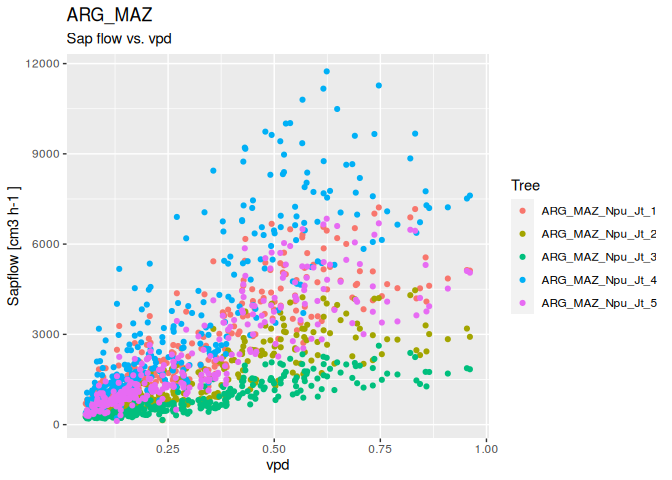 ARG_MAZ
Sap flow vs. vpd
12000
9000
6000
3000
0
Sapflow [cm3 h-1 ]
0.25
0.50
0.75
1.00
vpd
Tree
ARG_MAZ_Npu_Jt_1
ARG_MAZ_Npu_Jt_2
ARG_MAZ_Npu_Jt_3
ARG_MAZ_Npu_Jt_4
ARG_MAZ_Npu_Jt_5